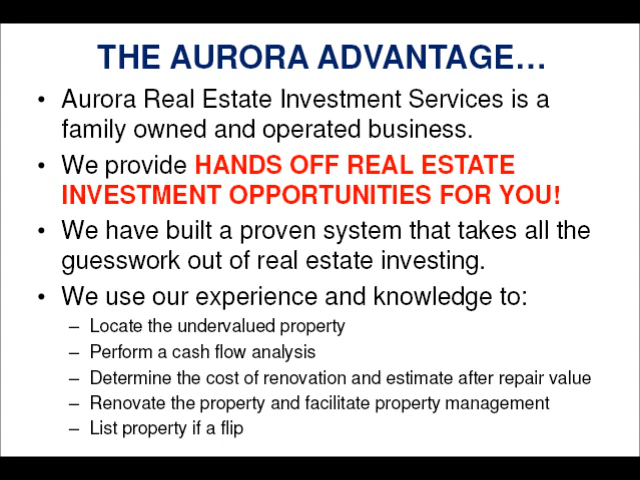 THE AURORA ADVANTAGE…
• Aurora Real Estate Investment Services is a
family owned and operated business.
• We provide HANDS OFF REAL ESTATE
INVESTMENT OPPORTUNITIES FOR YOU!
• We have built a proven system that takes all the
guesswork out of real estate investing.
• We use our experience and knowledge to:
– Locate the undervalued property
– Perform a cash flow analysis
– Determine the cost of renovation and estimate after repair value
– Renovate the property and facilitate property management
– List property if a flip